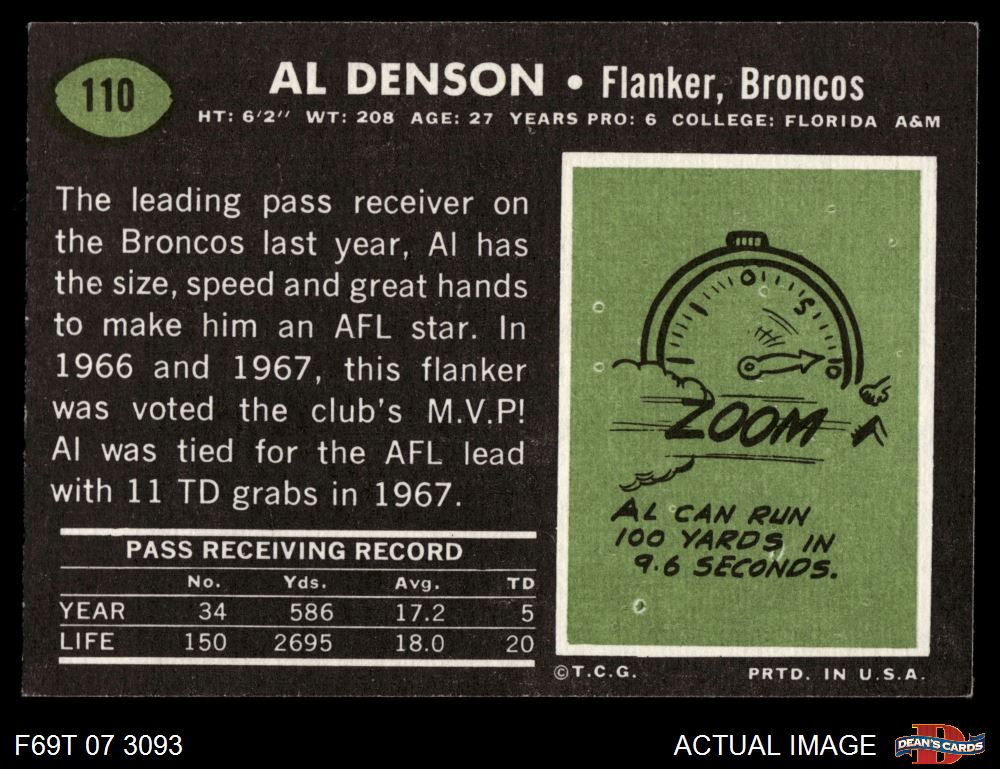 110
AL DENSON • Flanker, Broncos
HT: 6'2" WT: 208 AGE: 27 YEARS PRO: 6 COLLEGE: FLORIDA A&M
The leading pass receiver on
the Broncos last year, Al has
the size, speed and great hands
to make him an AFL star. In
1966 and 1967, this flanker
was voted the club's M.V.P!
Al was tied for the AFL lead
with 11 TD grabs in 1967.
PASS RECEIVING RECORD
No. Yds. Avg. TD
YEAR 34 586 17.2 5
LIFE 150 2695 18.0 20
0
5
10
ZOOM
AL CAN RUN
100 YARDS IN
9.6 SECONDS.
©T.C.G. PRTD. IN U.S.A.
F69T 07 3093
ACTUAL IMAGE
D
DEAN'S CARDS